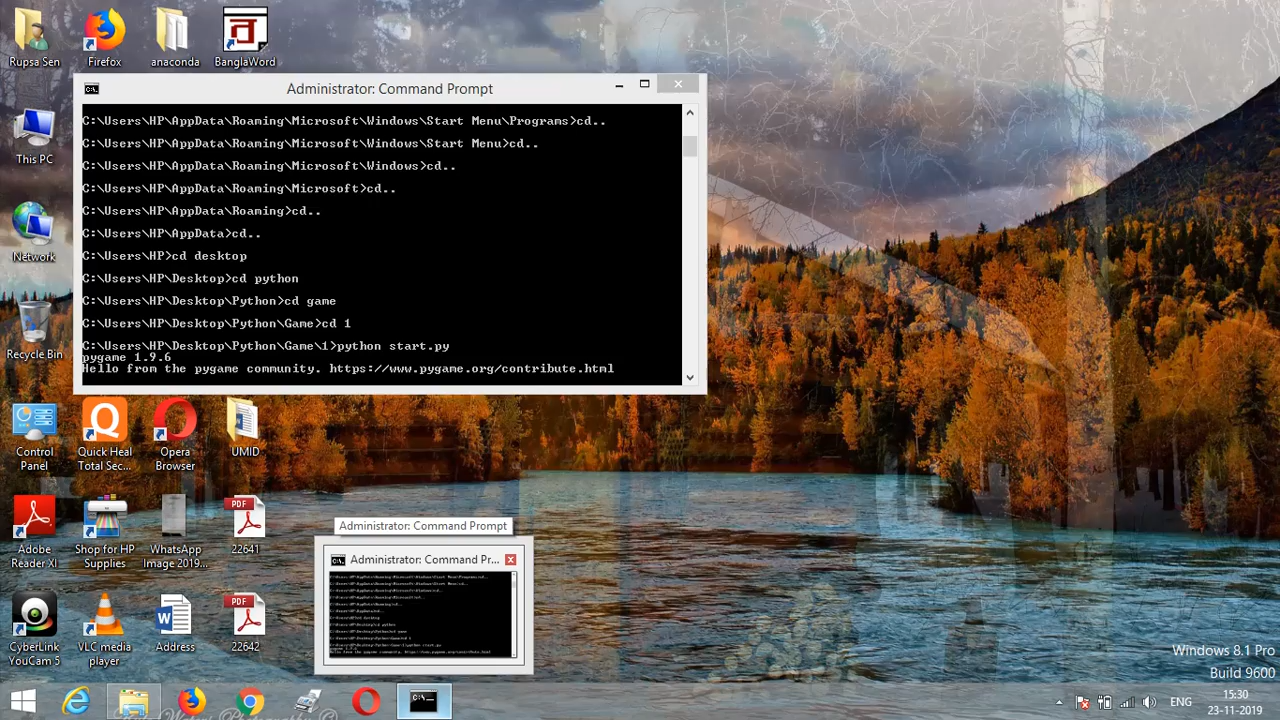 Rupsa Sen
Firefox
anaconda
BanglaWord
Administrator: Command Prompt
C:\Users\HP\AppData\Roaming\Microsoft\Windows\Start Menu\Programs>cd..
C:\Users\HP\AppData\Roaming\Microsoft\Windows\Start Menu>cd..
C:\Users\HP\AppData\Roaming\Microsoft\Windows>cd..
C:\Users\HP\AppData\Roaming\Microsoft>cd..
C:\Users\HP\AppData\Roaming>cd..
C:\Users\HP\AppData>cd..
C:\Users\HP>cd desktop
C:\Users\HP\Desktop>cd python
C:\Users\HP\Desktop\Python>cd game
C:\Users\HP\Desktop\Python\Game>cd 1
C:\Users\HP\Desktop\Python\Game\1>python start.py
pygame 1.9.6
Hello from the pygame community. https://www.pygame.org/contribute.html
This PC
Network
Recycle Bin
Control
Panel
Quick Heal
Total Sec...
Opera
Browser
UMID
Adobe
Reader XI
Shop for HP
Supplies
WhatsApp
Image 201...
PDF
22641
CyberLink
YouCam 5
Voter
Address
PDF
22642
Administrator: Command Prompt
Administrator: Command Pr...
Windows 8.1 Pro
Build 9600
ENG
15:30
23-11-2019